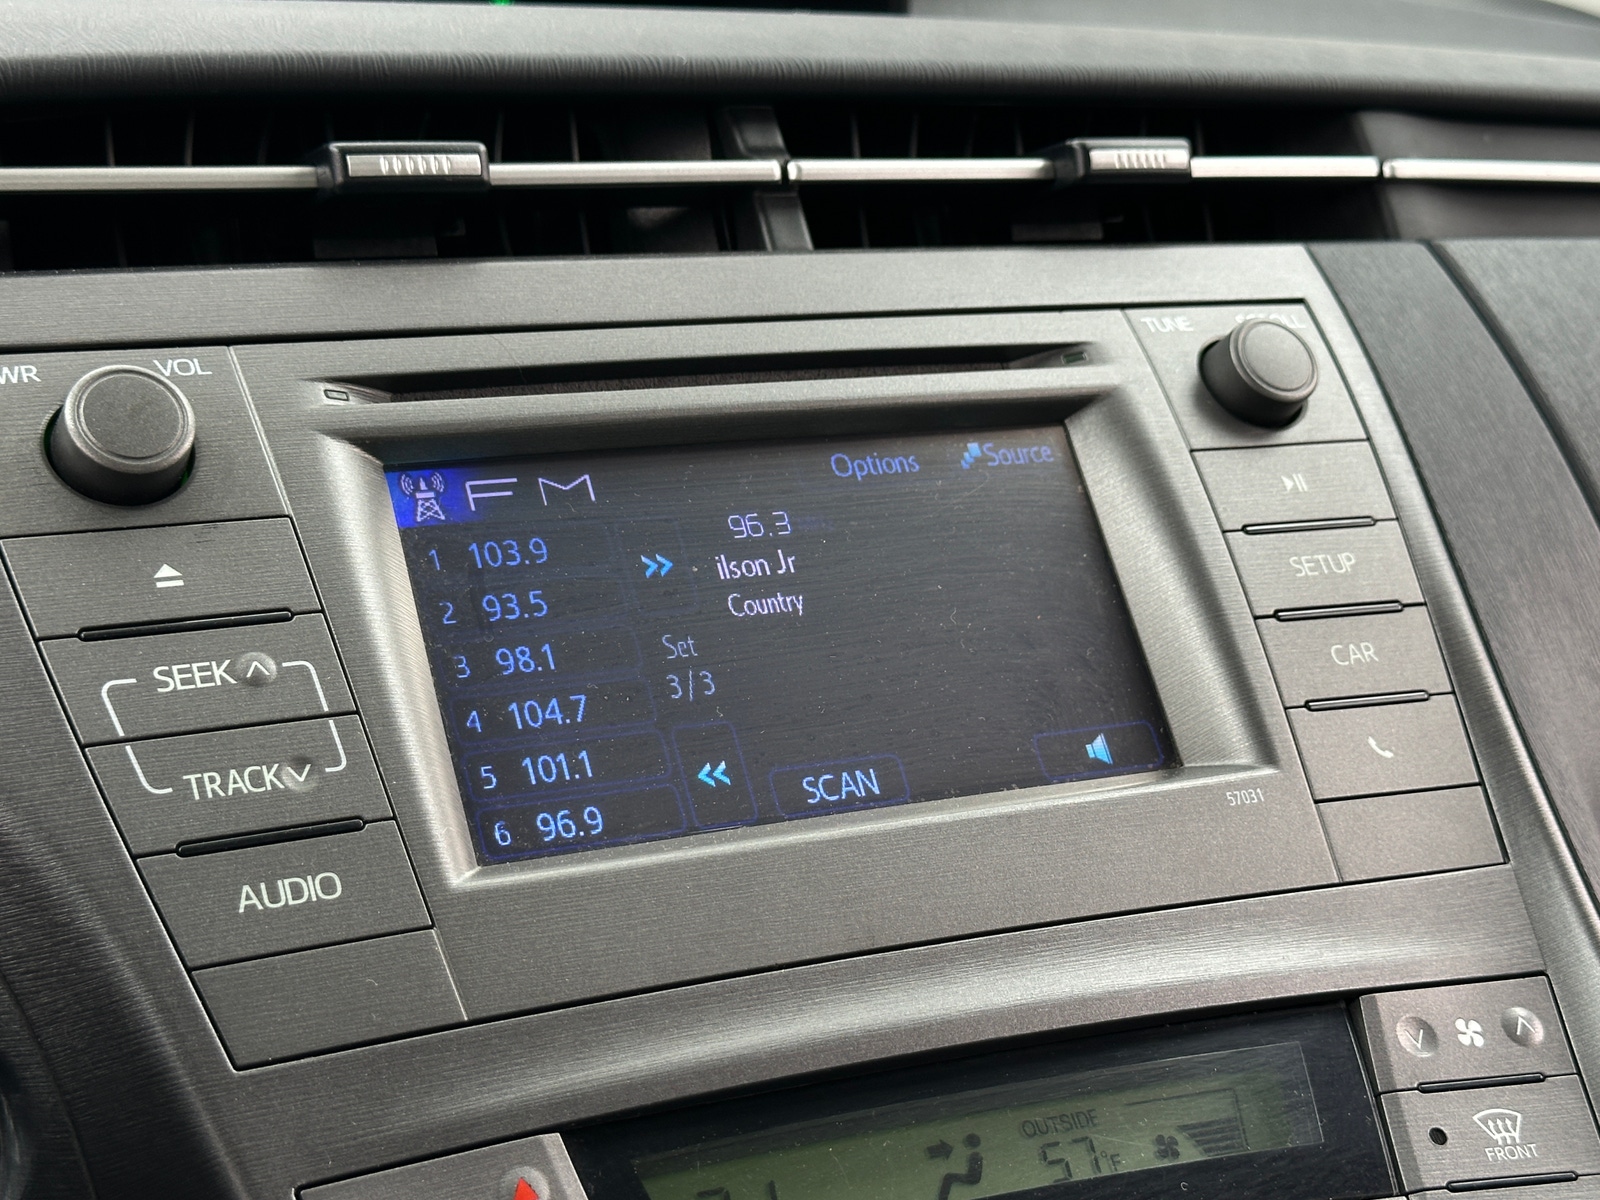 WR VOL
TUNE SCROLL
FM
Options Source
1 103.9
2 93.5
3 98.1
4 104.7
5 101.1
6 96.9
96.3
ilson Jr
Country
Set
3/3
SCAN
57031
SEEK
TRACK
AUDIO
SETUP
CAR
OUTSIDE
57°F
FRONT